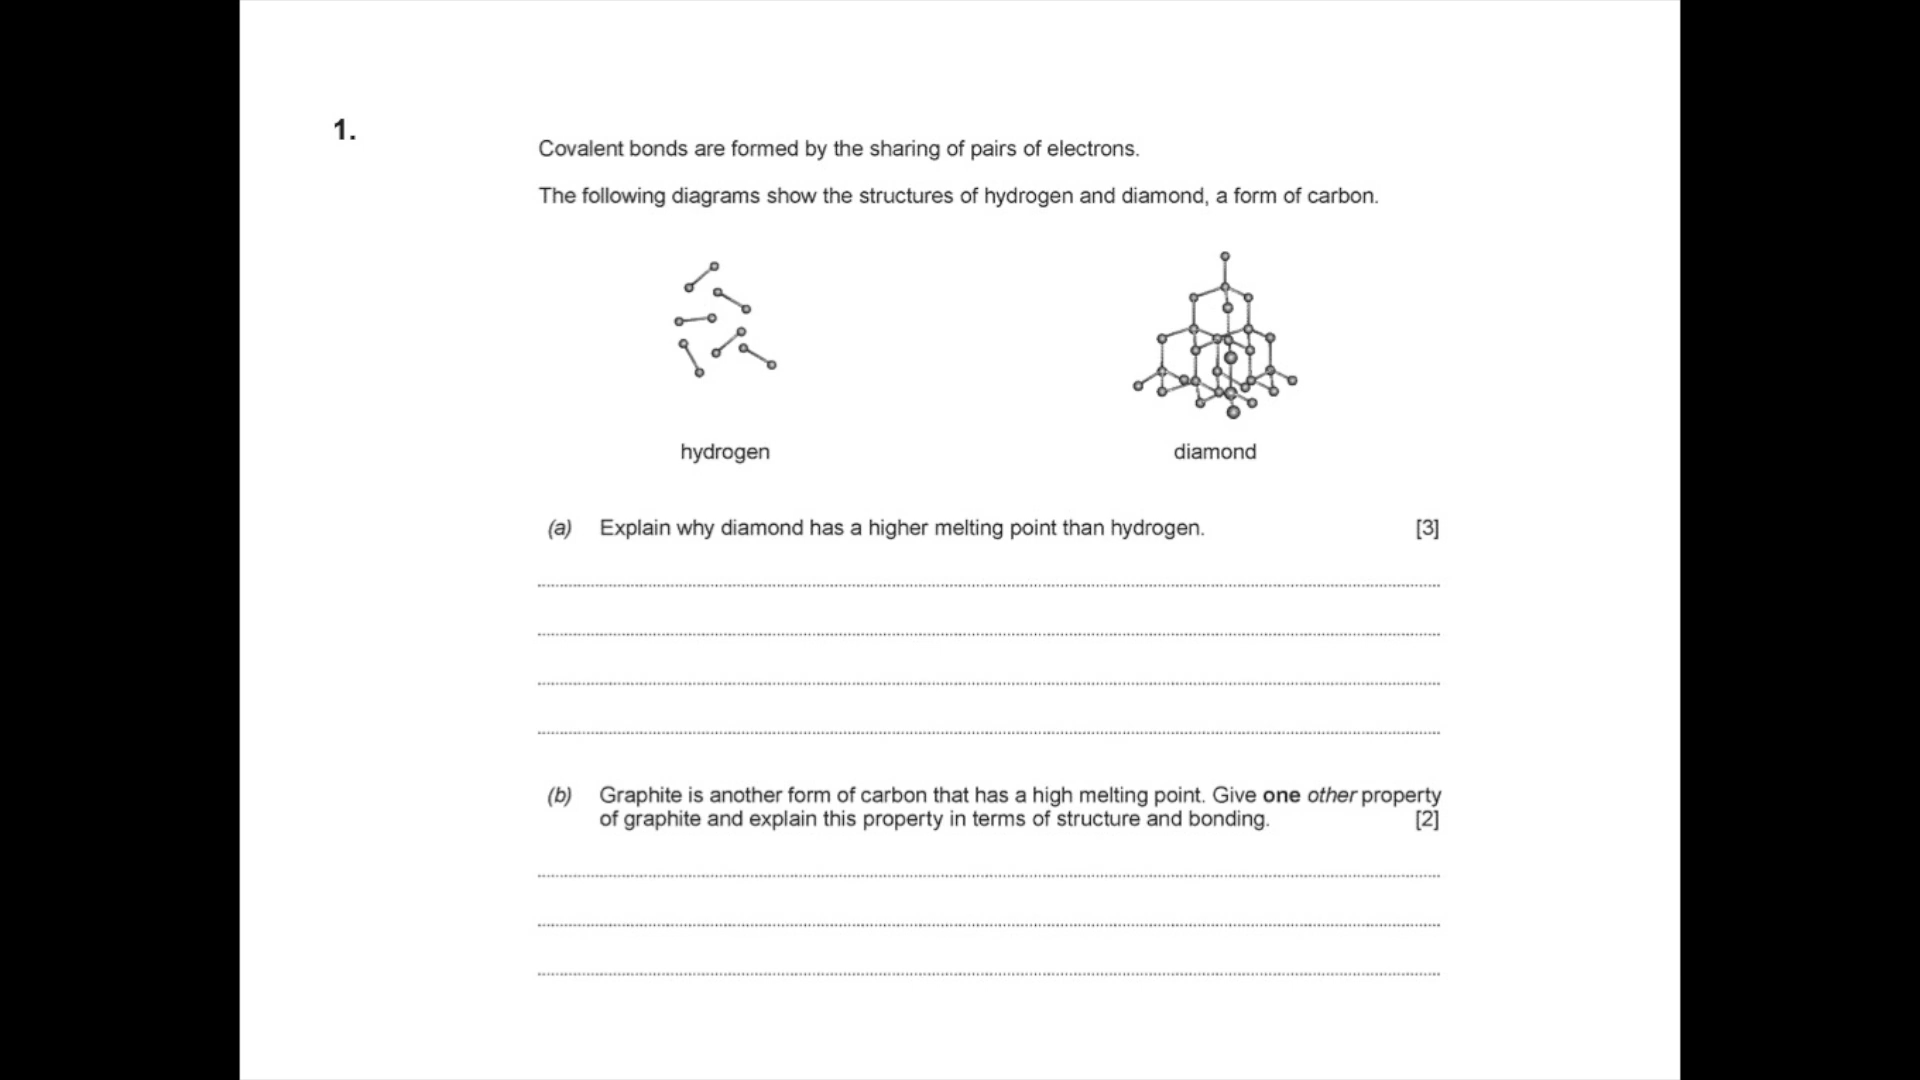 1.
Covalent bonds are formed by the sharing of pairs of electrons.
The following diagrams show the structures of hydrogen and diamond, a form of carbon.
hydrogen
diamond
(a) Explain why diamond has a higher melting point than hydrogen. [3]
(b) Graphite is another form of carbon that has a high melting point. Give one other property
of graphite and explain this property in terms of structure and bonding. [2]